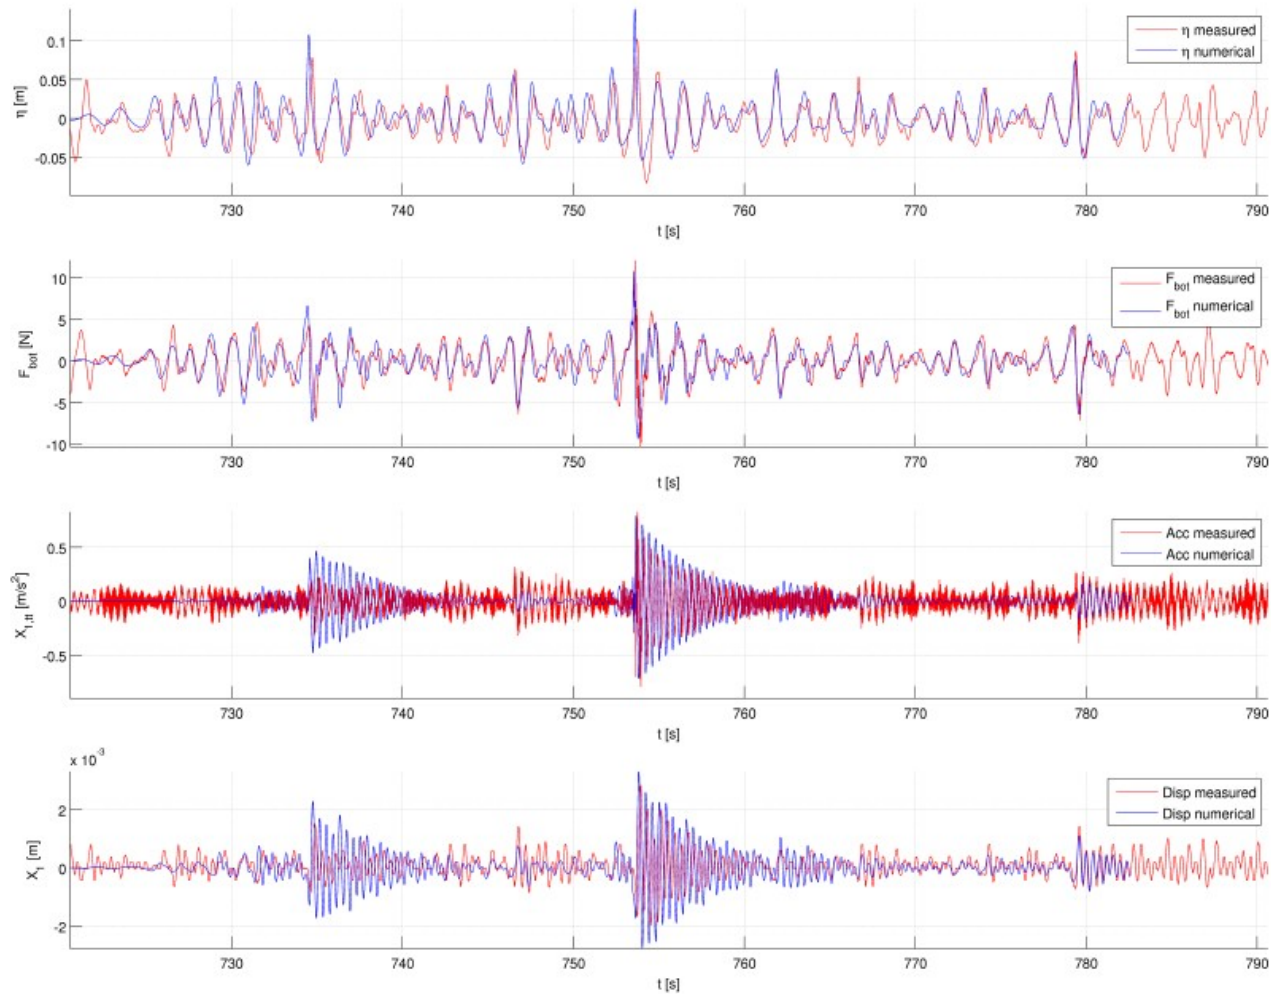 η [m]
0.1
0.05
0
-0.05
η measured
η numerical
730 740 750 760 770 780 790
t [s]
F_bot [N]
10
5
0
-5
-10
F_bot measured
F_bot numerical
730 740 750 760 770 780 790
t [s]
X_1,tt [m/s²]
0.5
0
-0.5
Acc measured
Acc numerical
730 740 750 760 770 780 790
t [s]
x 10⁻³
X_1 [m]
2
0
-2
Disp measured
Disp numerical
730 740 750 760 770 780 790
t [s]